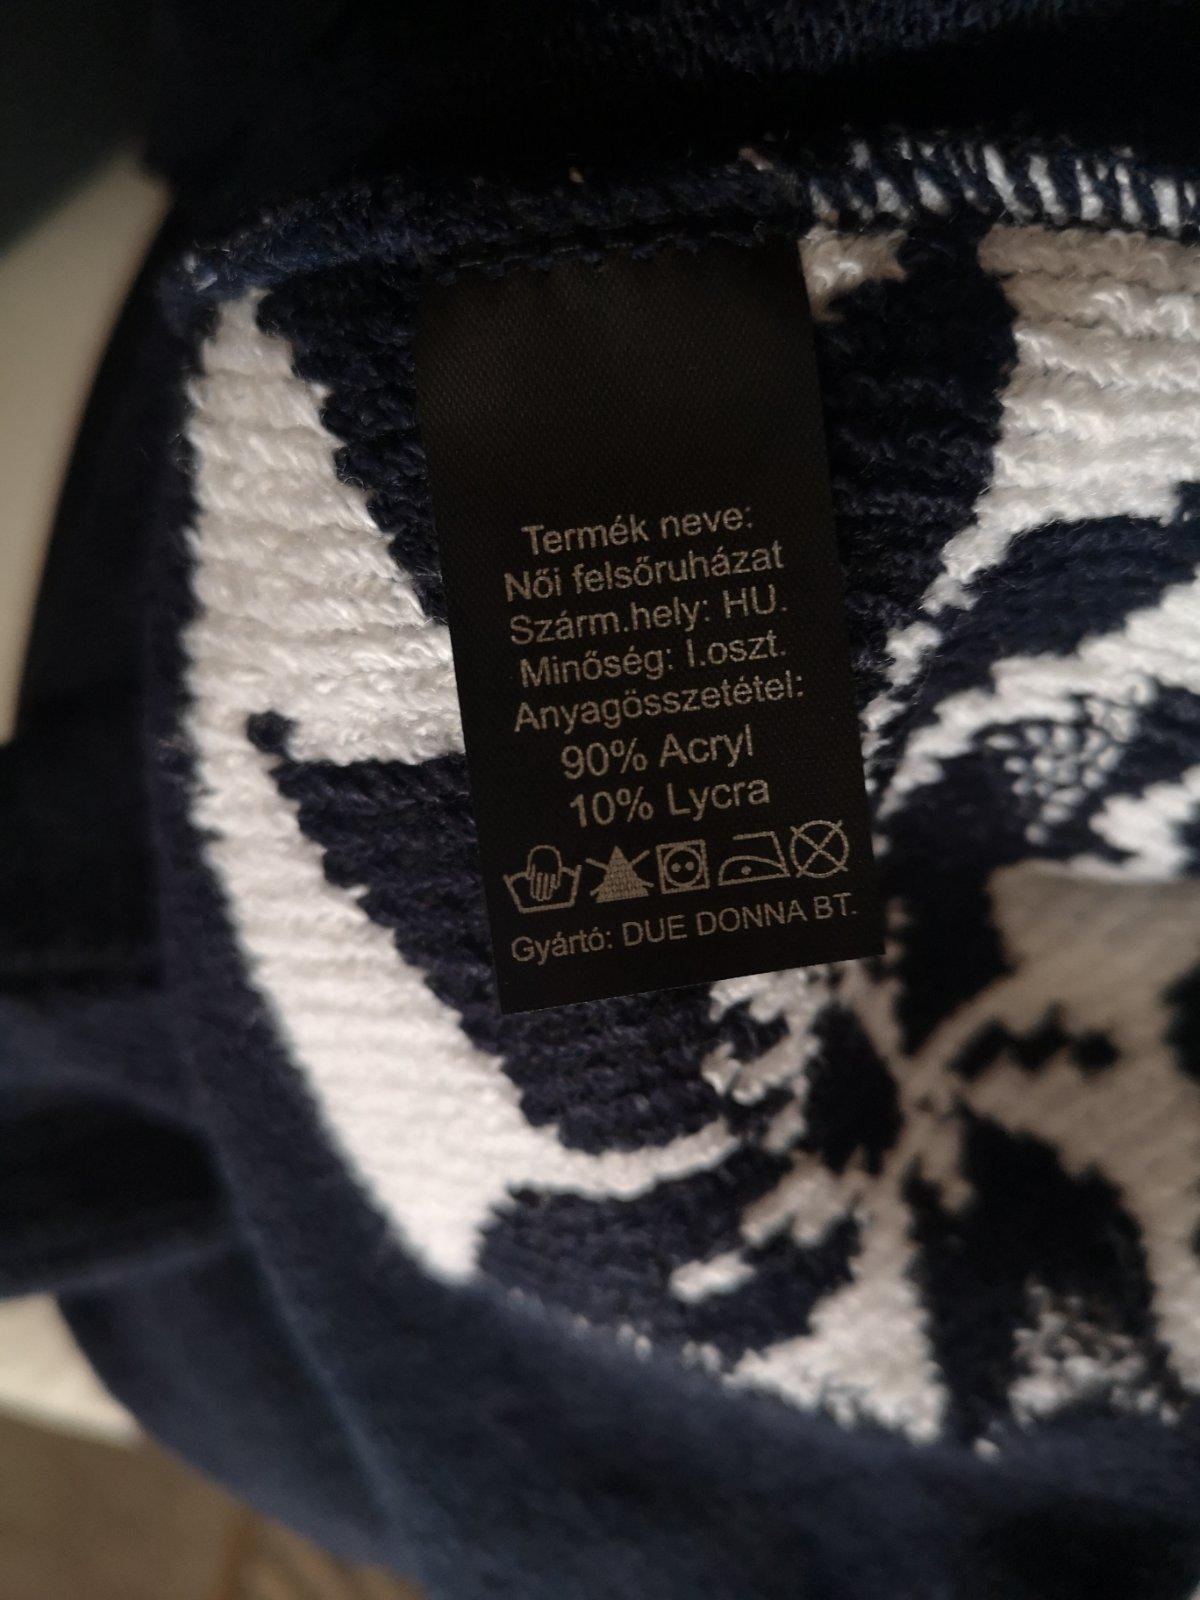 Termék neve:
Női felsőruházat
Szárm.hely: HU.
Minőség: I.oszt.
Anyagösszetétel:
90% Acryl
10% Lycra
Gyártó: DUE DONNA BT.